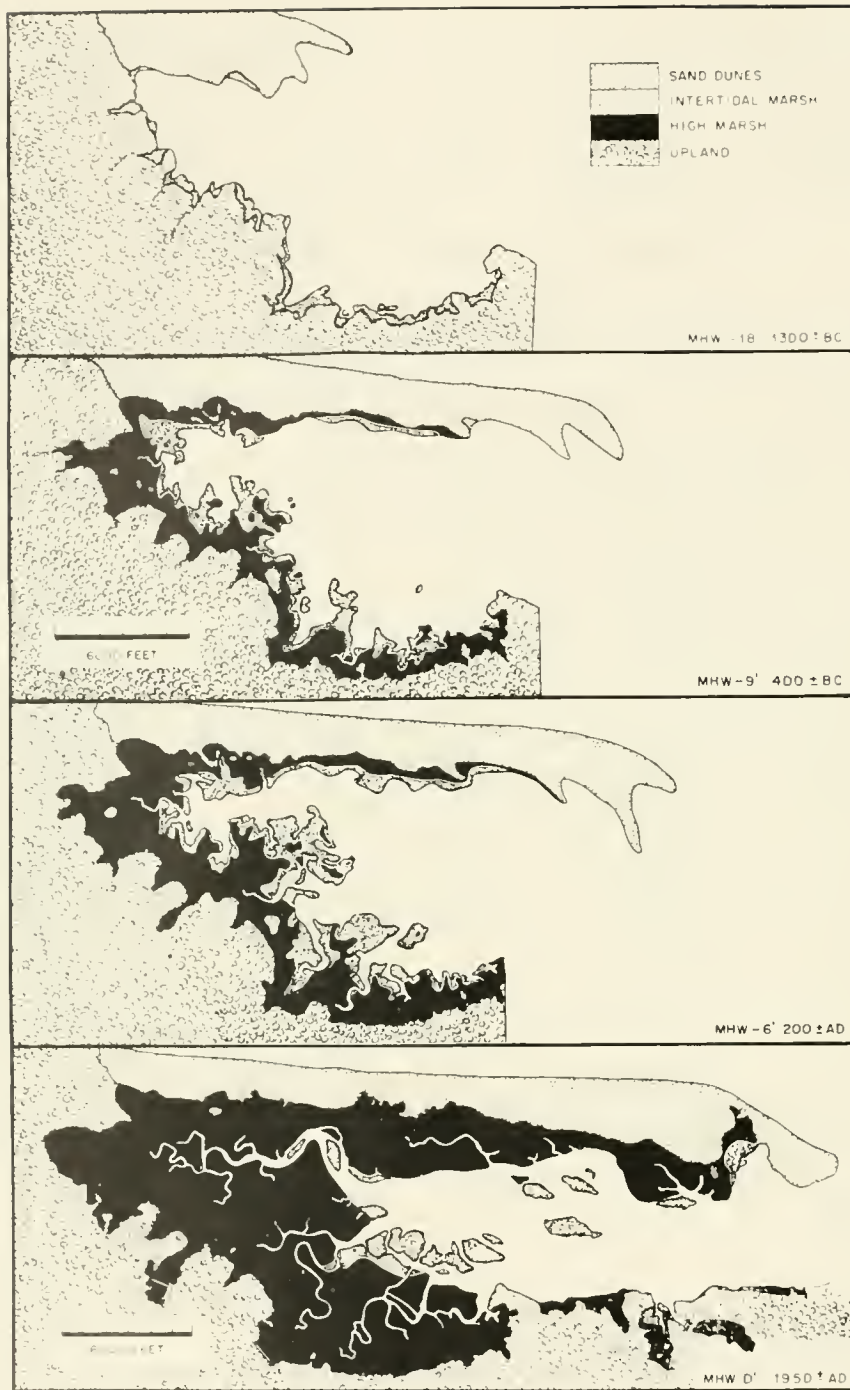 SAND DUNES
INTERTIDAL MARSH
HIGH MARSH
UPLAND
MHW -18 1300 ± BC
FEET
MHW-9' 400 ± BC
MHW-6' 200 ± AD
MHW 0' 1950 ± AD